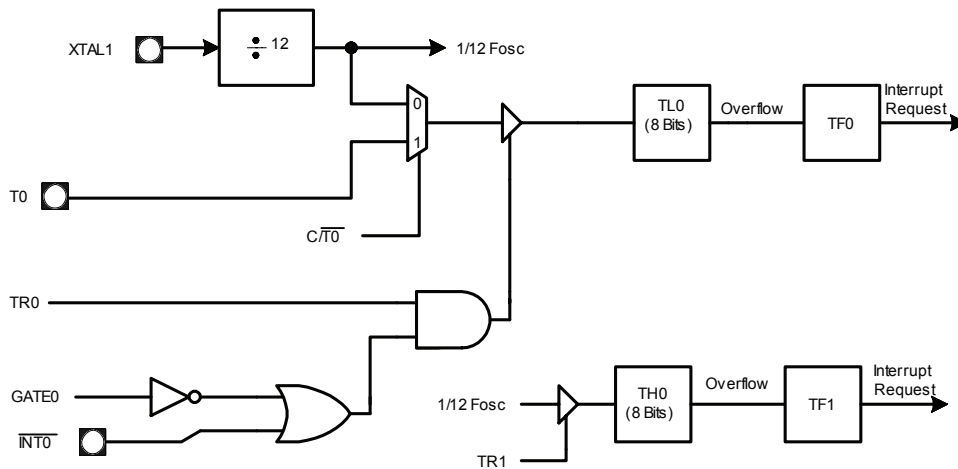 XTAL1
÷ 12
1/12 Fosc
0
1
TL0
(8 Bits)
Overflow
TF0
Interrupt
Request
T0
C/T0
TR0
GATE0
INT0
1/12 Fosc
TR1
TH0
(8 Bits)
Overflow
TF1
Interrupt
Request